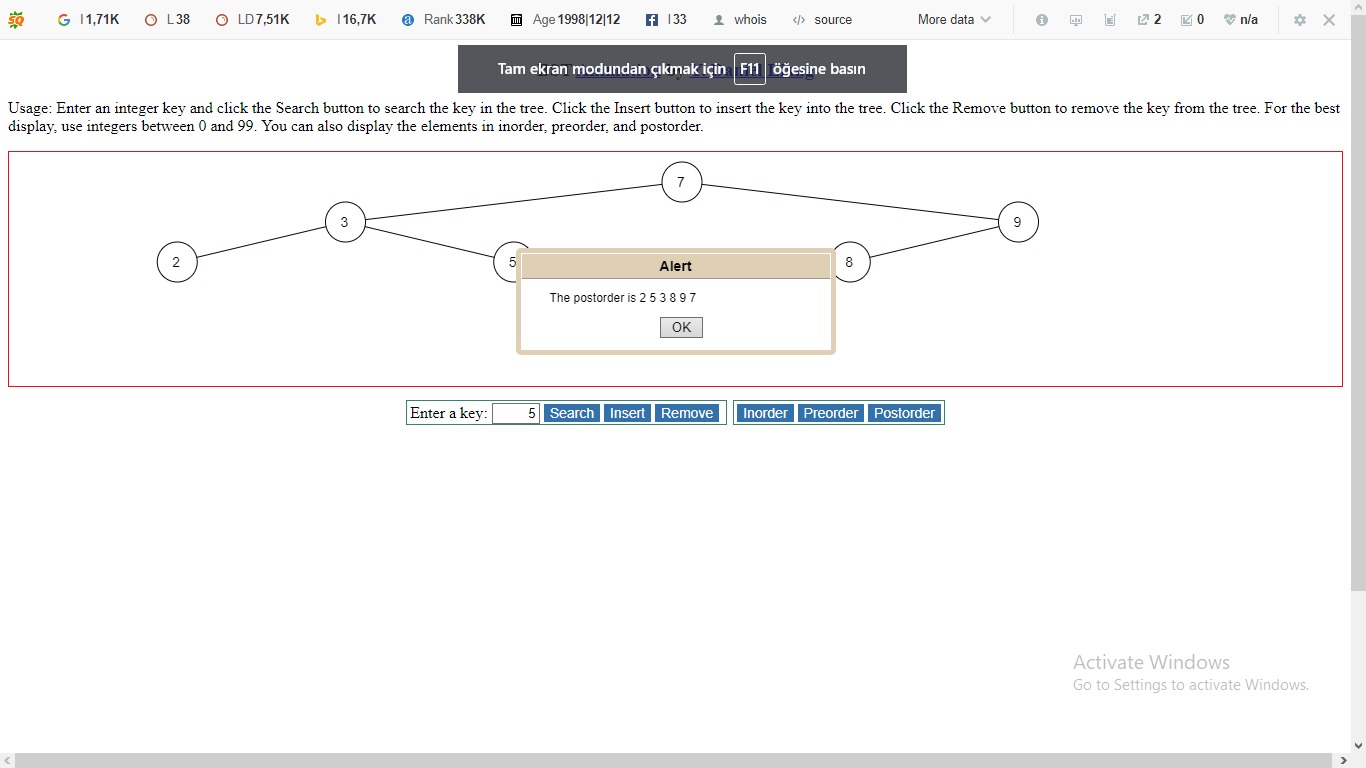 I 1,71K L 38 LD 7,51K I 16,7K Rank 338K Age 1998|12|12 I 33 whois source More data 2 0 n/a
Tam ekran modundan çıkmak için F11 öğesine basın
Usage: Enter an integer key and click the Search button to search the key in the tree. Click the Insert button to insert the key into the tree. Click the Remove button to remove the key from the tree. For the best
display, use integers between 0 and 99. You can also display the elements in inorder, preorder, and postorder.
7
3 9
2 5 8
Alert
The postorder is 2 5 3 8 9 7
OK
Enter a key: 5 Search Insert Remove Inorder Preorder Postorder
Activate Windows
Go to Settings to activate Windows.